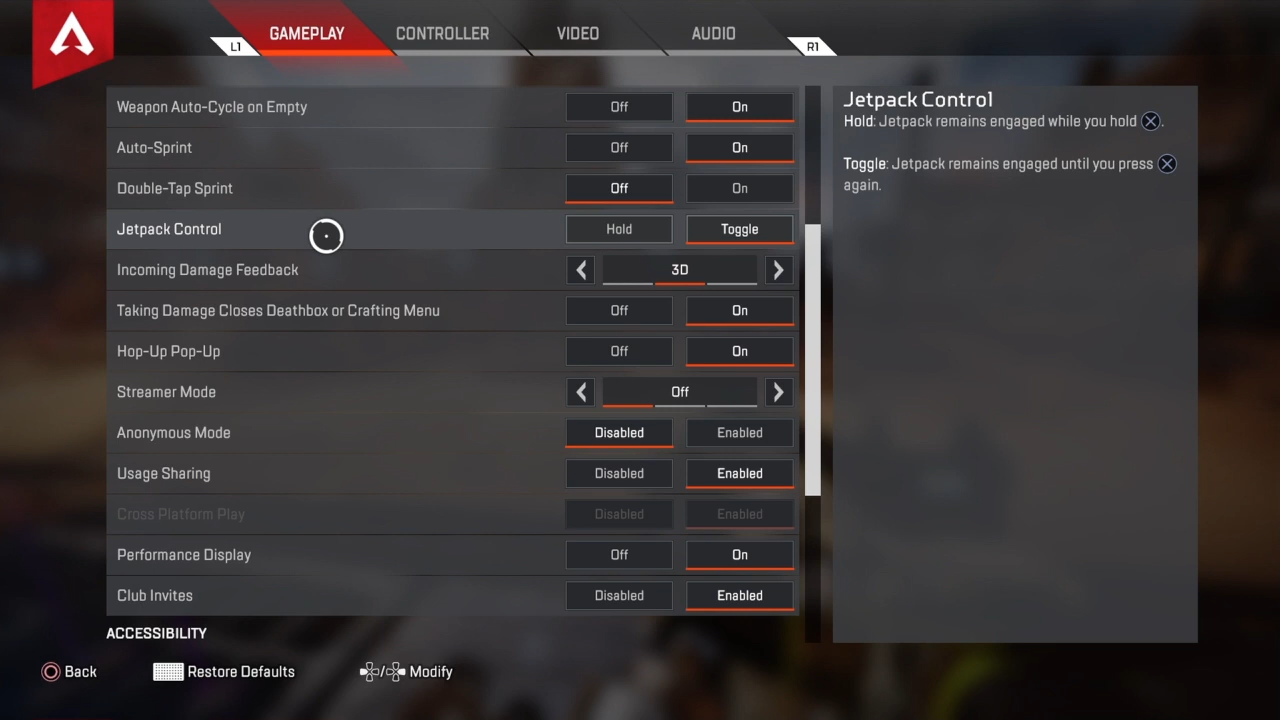 L1 GAMEPLAY CONTROLLER VIDEO AUDIO R1
Weapon Auto-Cycle on Empty Off On
Auto-Sprint Off On
Double-Tap Sprint Off On
Jetpack Control Hold Toggle
Incoming Damage Feedback 3D
Taking Damage Closes Deathbox or Crafting Menu Off On
Hop-Up Pop-Up Off On
Streamer Mode Off
Anonymous Mode Disabled Enabled
Usage Sharing Disabled Enabled
Cross Platform Play Disabled Enabled
Performance Display Off On
Club Invites Disabled Enabled
ACCESSIBILITY
Jetpack Control
Hold: Jetpack remains engaged while you hold Ⓧ.
Toggle: Jetpack remains engaged until you press Ⓧ
again.
Back Restore Defaults / Modify